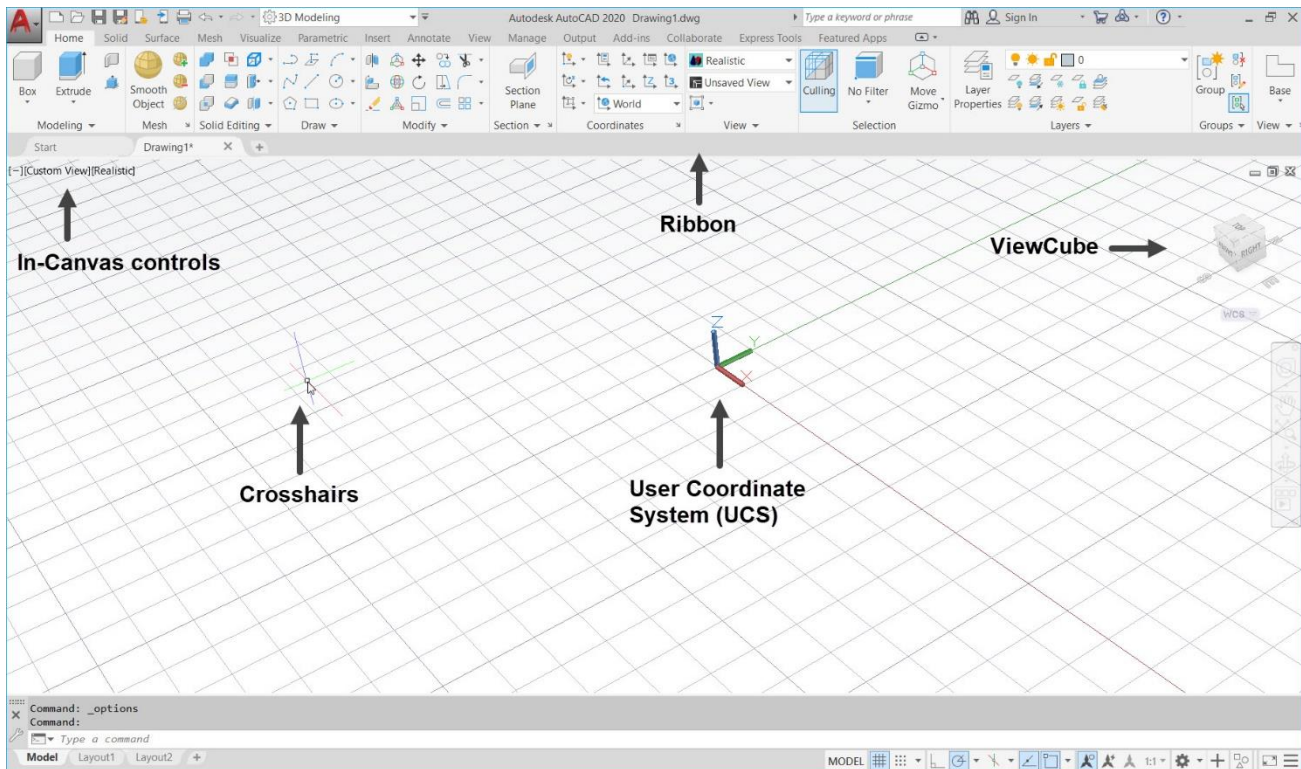 3D Modeling
Autodesk AutoCAD 2020 Drawing1.dwg
Type a keyword or phrase
Sign In
Home Solid Surface Mesh Visualize Parametric Insert Annotate View Manage Output Add-ins Collaborate Express Tools Featured Apps
0
Realistic
Unsaved View
World
Box
Extrude
Smooth
Object
Section
Plane
Culling
No Filter
Move
Gizmo
Layer
Properties
Group
Base
Modeling Mesh Solid Editing Draw Modify Section Coordinates View Selection Layers Groups View
Start Drawing1*
[−][Custom View][Realistic]
Ribbon
In-Canvas controls
ViewCube
TOP
RIGHT
WCS
Z
Y
X
Crosshairs
User Coordinate
System (UCS)
Command: _options
Command:
Type a command
Model Layout1 Layout2 +
MODEL 1:1